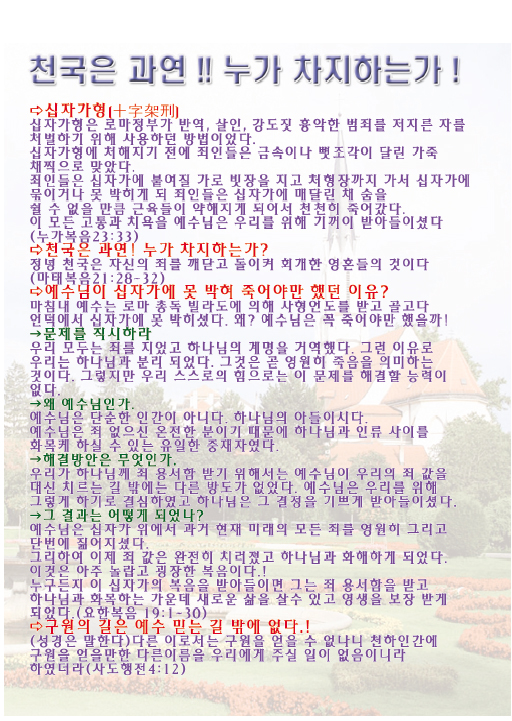 천국은 과연 !! 누가 차지하는가 !
⇨십자가형(十字架刑)
십자가형은 로마정부가 반역, 살인, 강도짓 흉악한 범죄를 저지른 자를
처벌하기 위해 사용하던 방법이었다.
십자가형에 처해지기 전에 죄인들은 금속이나 뼛조각이 달린 가죽
채찍으로 맞았다.
죄인들은 십자가에 붙여질 가로 빗장을 지고 처형장까지 가서 십자가에
묶이거나 못 박히게 되 죄인들은 십자가에 매달린 채 숨을
쉴 수 없을 만큼 근육들이 약해지게 되어서 천천히 죽어갔다.
이 모든 고통과 치욕을 예수님은 우리를 위해 기꺼이 받아들이셨다
(누가복음23:33)
⇨천국은 과연! 누가 차지하는가?
정녕 천국은 자신의 죄를 깨닫고 돌이켜 회개한 영혼들의 것이다
(마태복음21:28-32)
⇨예수님이 십자가에 못 박혀 죽어야만 했던 이유?
마침내 예수는 로마 총독 빌라도에 의해 사형언도를 받고 골고다
언덕에서 십자가에 못 박히셨다. 왜? 예수님은 꼭 죽어야만 했을까!
→문제를 직시하라
우리 모두는 죄를 지었고 하나님의 계명을 거역했다. 그런 이유로
우리는 하나님과 분리 되었다. 그것은 곧 영원히 죽음을 의미하는
것이다. 그렇지만 우리 스스로의 힘으로는 이 문제를 해결할 능력이
없다.
→왜 예수님인가.
예수님은 단순한 인간이 아니다. 하나님의 아들이시다.
예수님은 죄 없으신 온전한 분이기 때문에 하나님과 인류 사이를
화목케 하실 수 있는 유일한 중재자였다.
→해결방안은 무엇인가.
우리가 하나님께 죄 용서함 받기 위해서는 예수님이 우리의 죄 값을
대신 치르는 길 밖에는 다른 방도가 없었다. 예수님은 우리를 위해
그렇게 하기로 결심하였고 하나님은 그 결정을 기쁘게 받아들이셨다.
→그 결과는 어떻게 되었나?
예수님은 십자가 위에서 과거 현재 미래의 모든 죄를 영원히 그리고
단번에 짊어지셨다.
그리하여 이제 죄 값은 완전히 치러졌고 하나님과 화해하게 되었다.
이것은 아주 놀랍고 굉장한 복음이다.!
누구든지 이 십자가의 복음을 받아들이면 그는 죄 용서함을 받고
하나님과 화목하는 가운데 새로운 삶을 살수 있고 영생을 보장 받게
되었다.(요한복음 19:1-30)
⇨구원의 길은 예수 믿는 길 밖에 없다.!
(성경은 말한다)다른 이로서는 구원을 얻을 수 없나니 천하인간에
구원을 얻을만한 다른이름을 우리에게 주실 일이 없음이니라
하였더라(사도행전4:12)